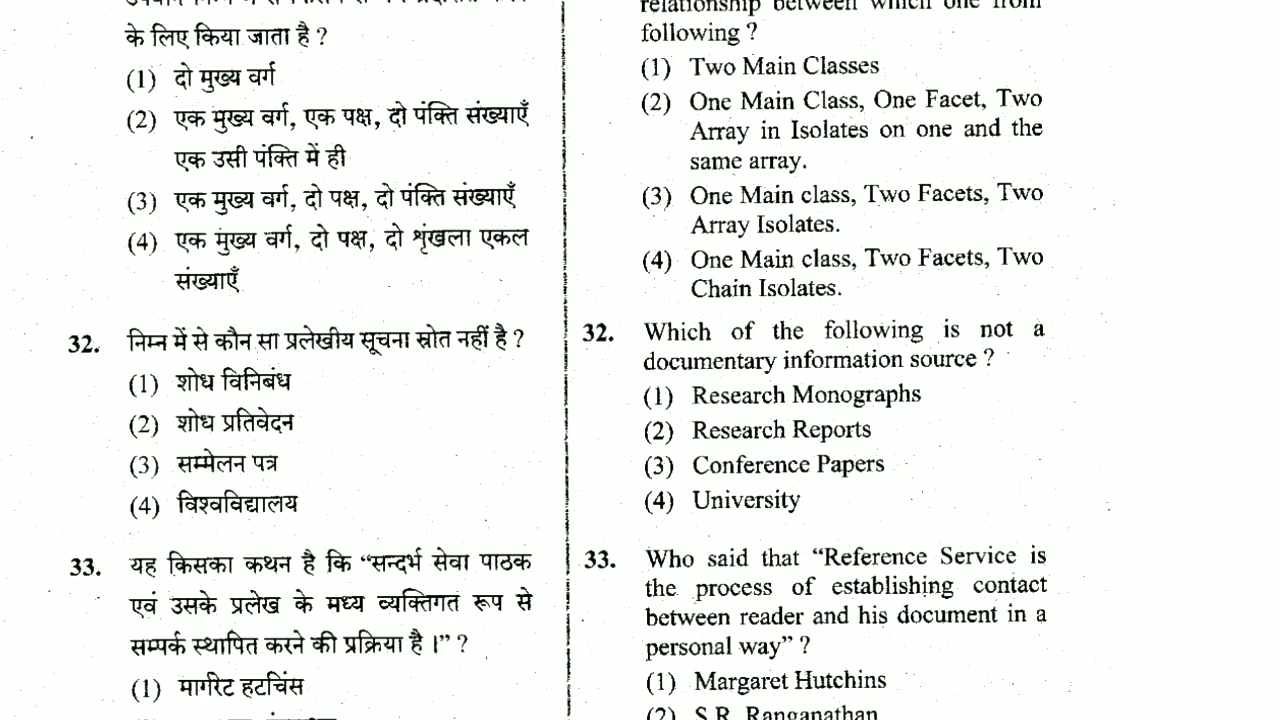 के लिए किया जाता है ?
(1) दो मुख्य वर्ग
(2) एक मुख्य वर्ग, एक पक्ष, दो पंक्ति संख्याएँ
एक उसी पंक्ति में ही
(3) एक मुख्य वर्ग, दो पक्ष, दो पंक्ति संख्याएँ
(4) एक मुख्य वर्ग, दो पक्ष, दो शृंखला एकल
संख्याएँ
32. निम्न में से कौन सा प्रलेखीय सूचना स्रोत नहीं है ?
(1) शोध विनिबंध
(2) शोध प्रतिवेदन
(3) सम्मेलन पत्र
(4) विश्वविद्यालय
33. यह किसका कथन है कि “सन्दर्भ सेवा पाठक
एवं उसके प्रलेख के मध्य व्यक्तिगत रूप से
सम्पर्क स्थापित करने की प्रक्रिया है ।” ?
(1) मार्गरेट हटचिंस
relationship between which one from
following ?
(1) Two Main Classes
(2) One Main Class, One Facet, Two
Array in Isolates on one and the
same array.
(3) One Main class, Two Facets, Two
Array Isolates.
(4) One Main class, Two Facets, Two
Chain Isolates.
32. Which of the following is not a
documentary information source ?
(1) Research Monographs
(2) Research Reports
(3) Conference Papers
(4) University
33. Who said that “Reference Service is
the process of establishing contact
between reader and his document in a
personal way” ?
(1) Margaret Hutchins
(2) S.R. Ranganathan